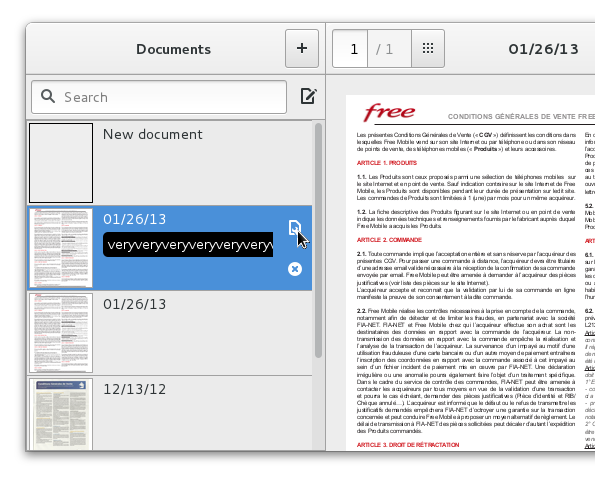 Documents
+
1
/ 1
01/26/13
Search
New document
01/26/13
veryveryveryveryveryveryv
01/26/13
12/13/12
free
CONDITIONS GÉNÉRALES DE VENTE FREE
Les présentes Conditions Générales de Vente (« CGV ») définissent les conditions dans
lesquelles Free Mobile vend sur son site Internet ou par téléphone ou dans son réseau
de points de vente, des téléphones mobiles (« Produits ») et leurs accessoires.
ARTICLE 1. PRODUITS
1.1. Les Produits sont ceux proposés parmi une sélection de téléphones mobiles sur
le site Internet et en point de vente. Sauf indication contraire sur le site Internet de Free
Mobile, les Produits sont disponibles pendant leur durée de présentation sur ledit site.
Les commandes de Produits sont limitées à 1 (une) par mois pour un même acquéreur.
1.2. La fiche descriptive des Produits figurant sur le site Internet ou en point de vente
indique les données techniques et renseignements fournis par le fabricant auprès duquel
Free Mobile a acquis les Produits.
ARTICLE 2. COMMANDE
2.1. Toute commande implique l'acceptation entière et sans réserve par l'acquéreur des
présentes CGV. Pour passer une commande à distance, l'acquéreur devra être titulaire
d'une adresse email valide nécessaire à la réception de la confirmation de sa commande
envoyée par email. Free Mobile peut être amenée à demander à l'acquéreur des pièces
justificatives (voir liste des pièces sur le site Internet).
L'acquéreur accepte et reconnait que la validation par lui de sa commande en ligne
manifeste la preuve de son consentement à ladite commande.
2.2. Free Mobile réalise les contrôles nécessaires à la prise en compte de la commande,
notamment afin de détecter et de limiter les fraudes, en partenariat avec la société
FIA-NET. FIA-NET et Free Mobile chez qui l'acquéreur effectue son achat sont les
destinataires des données en rapport avec la commande de l'acquéreur. La non-
transmission des données en rapport avec la commande empêche la réalisation et
l'analyse de la transaction de l'acquéreur. La survenance d'un impayé au motif d'une
utilisation frauduleuse d'une carte bancaire ou d'un autre moyen de paiement entraînera
l'inscription des coordonnées en rapport avec la commande associé à cet impayé au
sein d'un fichier incident de paiement mis en œuvre par FIA-NET. Une déclaration
irrégulière ou une anomalie pourra également faire l'objet d'un traitement spécifique.
Dans le cadre du service de contrôle des commandes, FREE MOBILE peut être amenée à
contacter les acquéreurs par tous moyens en vue de la validation d'une transaction
et pourra le cas échéant, demander des pièces justificatives (Pièce d'identité et RIB/
Chèque annulé…). L'acquéreur est informé que le défaut ou le refus de transmettre les
justificatifs demandés empêchera FIA-NET d'octroyer une garantie sur la transaction
concernée et peut conduire Free Mobile à proposer un moyen alternatif de règlement. Le
délai de transmission à FIA-NET des pièces sollicitées peut décaler d'autant l'expédition
des Produits commandés.
ARTICLE 3. DROIT DE RÉTRACTATION